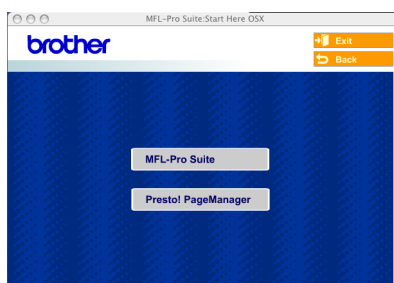 MFL-Pro Suite:Start Here OSX
brother
Exit
Back
MFL-Pro Suite
Presto! PageManager